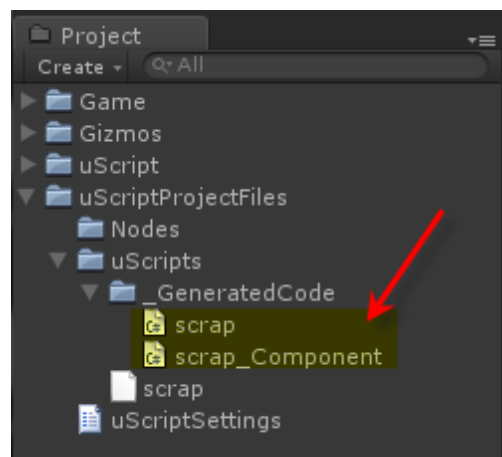 Project
Create
All
Game
Gizmos
uScript
uScriptProjectFiles
Nodes
uScripts
_GeneratedCode
C# scrap
C# scrap_Component
scrap
uScriptSettings